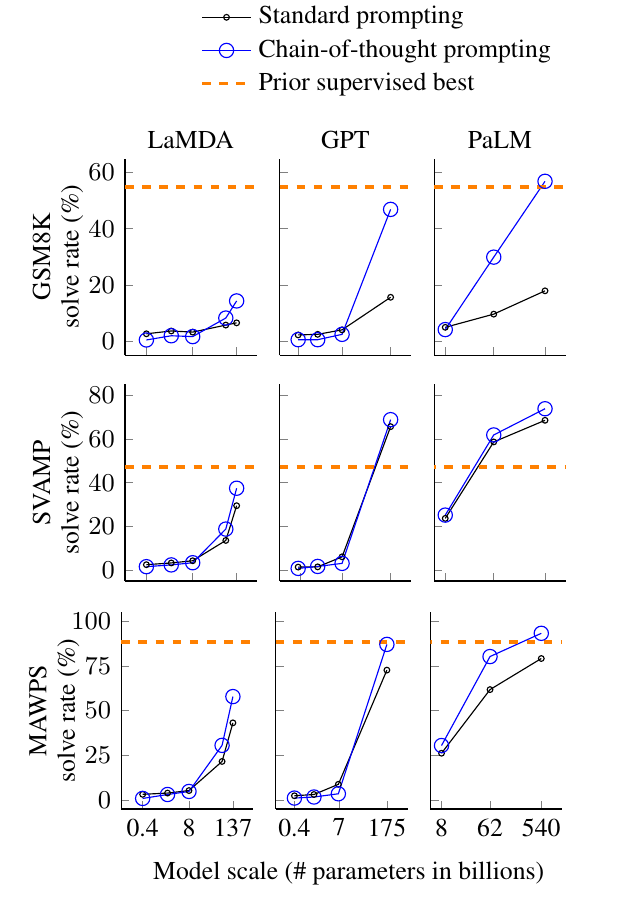 Standard prompting
Chain-of-thought prompting
Prior supervised best
LaMDA GPT PaLM
GSM8K
solve rate (%)
60
40
20
0
SVAMP
solve rate (%)
80
60
40
20
0
MAWPS
solve rate (%)
100
75
50
25
0
0.4 8 137 0.4 7 175 8 62 540
Model scale (# parameters in billions)